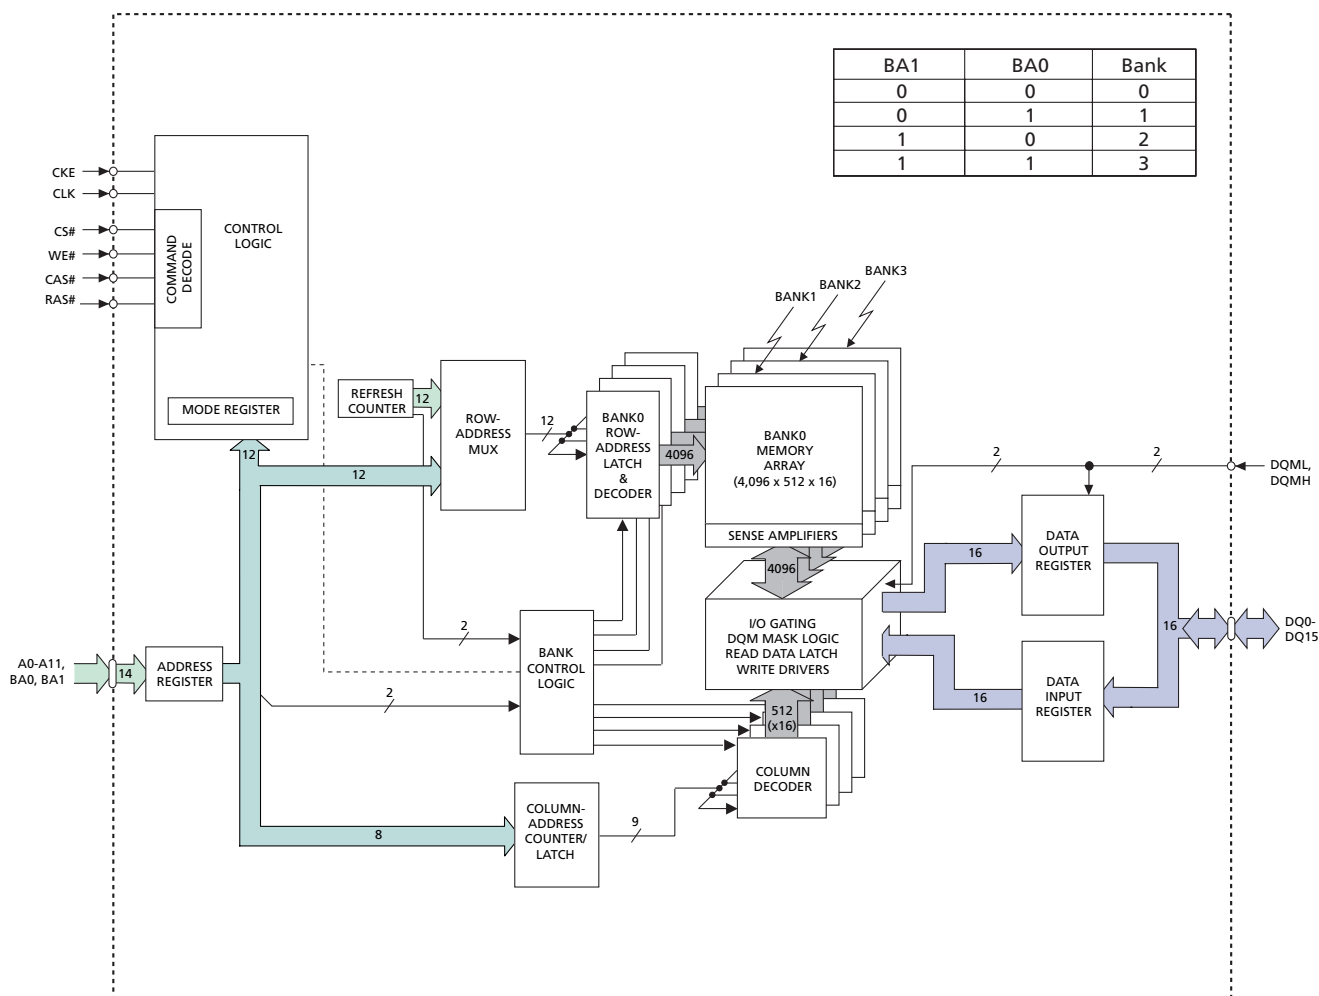 BA1 BA0 Bank
0 0 0
0 1 1
1 0 2
1 1 3
CKE
CLK
CS#
WE#
CAS#
RAS#
COMMAND
DECODE
CONTROL
LOGIC
MODE REGISTER
12
BANK1
BANK2
BANK3
REFRESH
COUNTER
12
12
ROW-
ADDRESS
MUX
12
BANK0
ROW-
ADDRESS
LATCH
&
DECODER
4096
BANK0
MEMORY
ARRAY
(4,096 x 512 x 16)
SENSE AMPLIFIERS
4096
I/O GATING
DQM MASK LOGIC
READ DATA LATCH
WRITE DRIVERS
2
2
DQML,
DQMH
DATA
OUTPUT
REGISTER
16
16
DQ0-
DQ15
DATA
INPUT
REGISTER
16
A0-A11,
BA0, BA1
14
ADDRESS
REGISTER
2
2
BANK
CONTROL
LOGIC
512
(x16)
COLUMN
DECODER
8
COLUMN-
ADDRESS
COUNTER/
LATCH
9